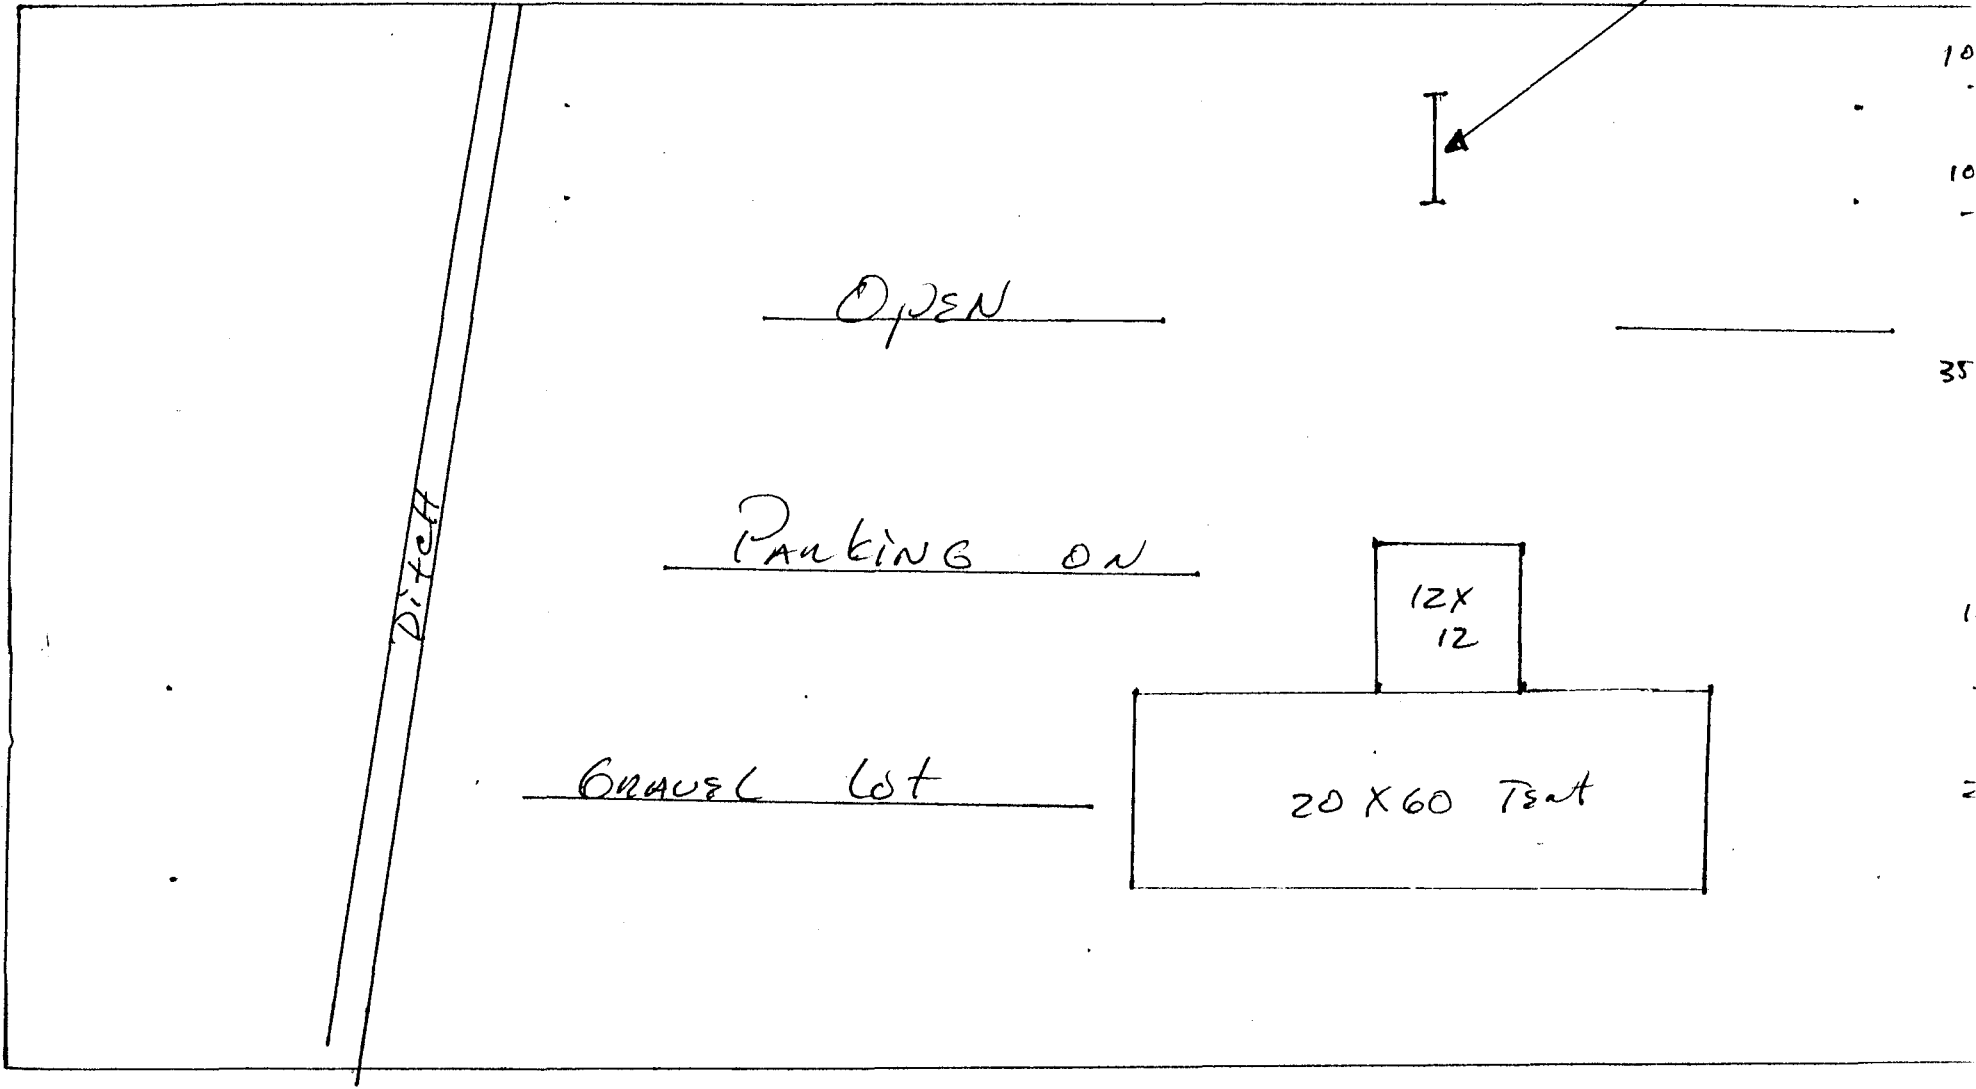 10
10
OPEN
35
Ditch
PARKING ON
12X
12
GRAVEL Lot
20 X 60 Tent